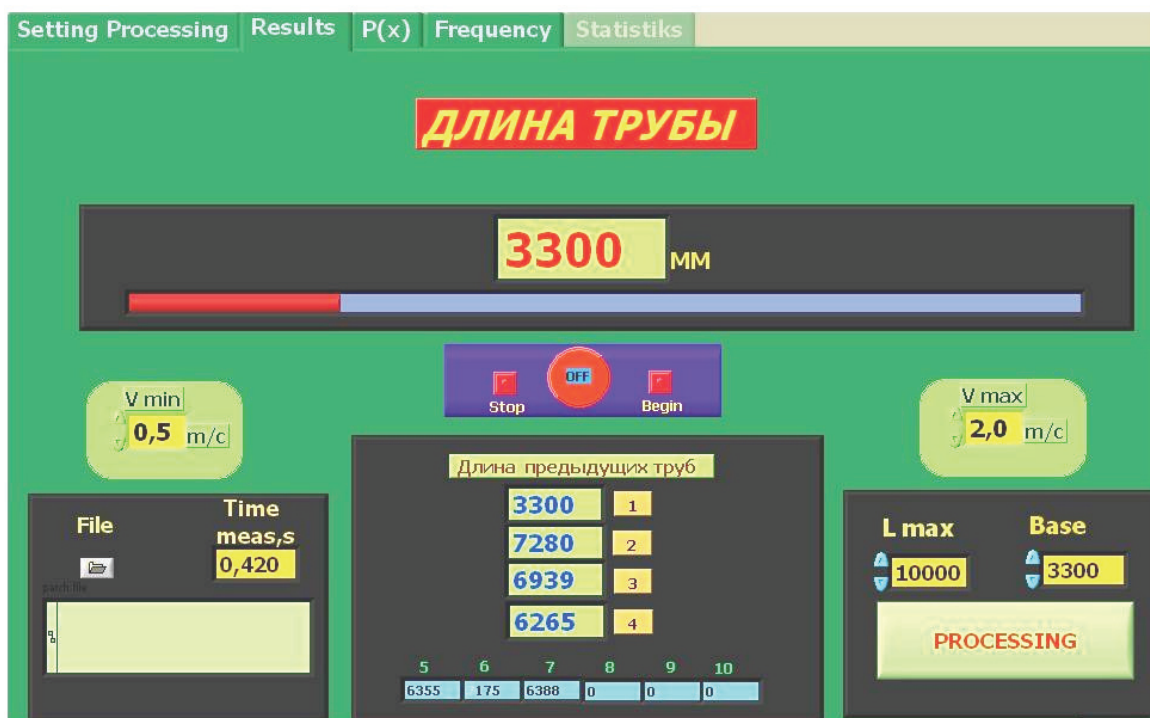 Setting Processing Results P(x) Frequency Statistiks
ДЛИНА ТРУБЫ
3300 мм
OFF
Stop Begin
V min
0,5 m/c
V max
2,0 m/c
Длина предыдущих труб
3300 1
7280 2
6939 3
6265 4
5 6 7 8 9 10
6355 175 6388 0 0 0
File
Time
meas,s
0,420
L max Base
10000 3300
PROCESSING